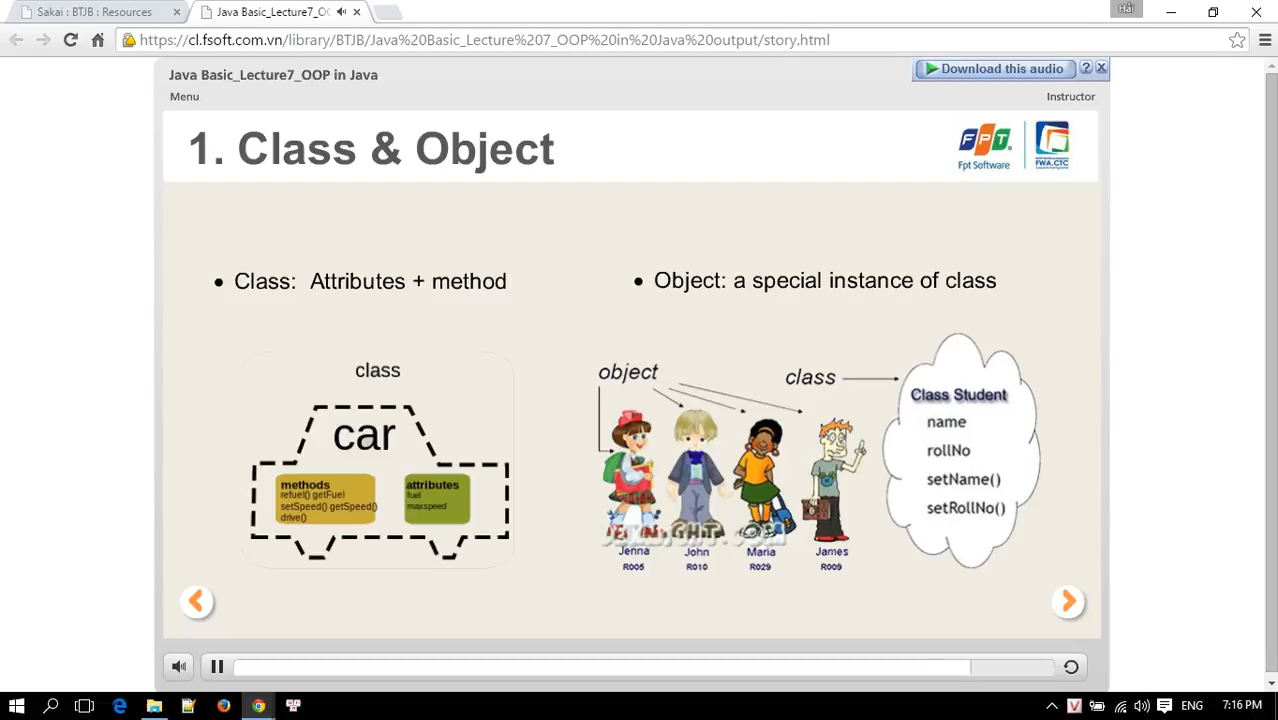 Sakai : BTJB : Resources
Java Basic_Lecture7_OO
Hải
https://cl.fsoft.com.vn/library/BTJB/Java%20Basic_Lecture%207_OOP%20in%20Java%20output/story.html
Java Basic_Lecture7_OOP in Java
Download this audio
?
Menu
Instructor
1. Class & Object
FPT
Fpt Software
FWA.CTC
• Class: Attributes + method
• Object: a special instance of class
class
car
methods
refuel() getFuel
setSpeed() getSpeed()
drive()
attributes
fuel
maxspeed
object
class
Class Student
name
rollNo
setName()
setRollNo()
Jenna
John
Maria
James
R005
R010
R029
R009
ENG
7:16 PM